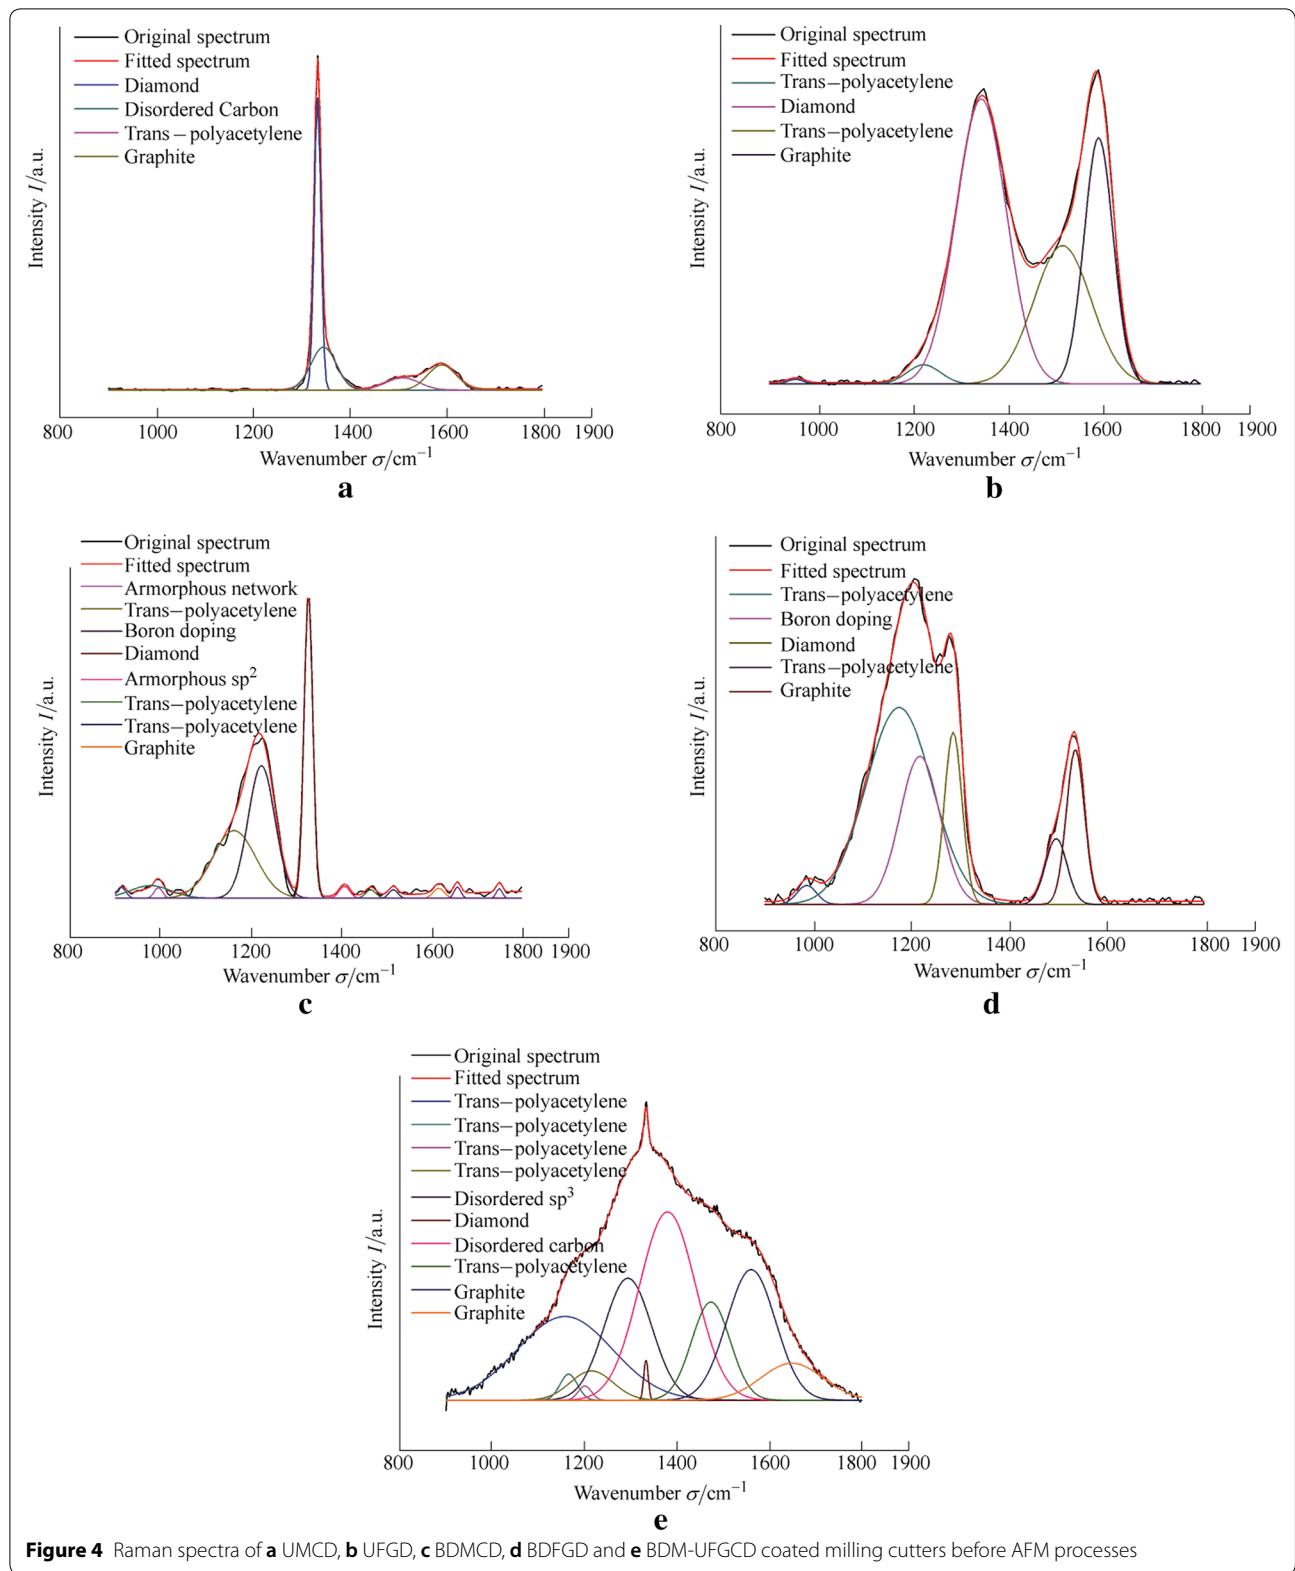 Original spectrum
Fitted spectrum
Diamond
Disordered Carbon
Trans−polyacetylene
Graphite
Intensity I/a.u.
800 1000 1200 1400 1600 1800 1900
Wavenumber σ/cm−1
a
Original spectrum
Fitted spectrum
Trans−polyacetylene
Diamond
Trans−polyacetylene
Graphite
Intensity I/a.u.
800 1000 1200 1400 1600 1800 1900
Wavenumber σ/cm−1
b
Original spectrum
Fitted spectrum
Armorphous network
Trans−polyacetylene
Boron doping
Diamond
Armorphous sp2
Trans−polyacetylene
Trans−polyacetylene
Graphite
Intensity I/a.u.
800 1000 1200 1400 1600 1800 1900
Wavenumber σ/cm−1
c
Original spectrum
Fitted spectrum
Trans−polyacetylene
Boron doping
Diamond
Trans−polyacetylene
Graphite
Intensity I/a.u.
800 1000 1200 1400 1600 1800 1900
Wavenumber σ/cm−1
d
Original spectrum
Fitted spectrum
Trans−polyacetylene
Trans−polyacetylene
Trans−polyacetylene
Trans−polyacetylene
Disordered sp3
Diamond
Disordered carbon
Trans−polyacetylene
Graphite
Graphite
Intensity I/a.u.
800 1000 1200 1400 1600 1800 1900
Wavenumber σ/cm−1
e
Figure 4 Raman spectra of a UMCD, b UFGD, c BDMCD, d BDFGD and e BDM-UFGCD coated milling cutters before AFM processes